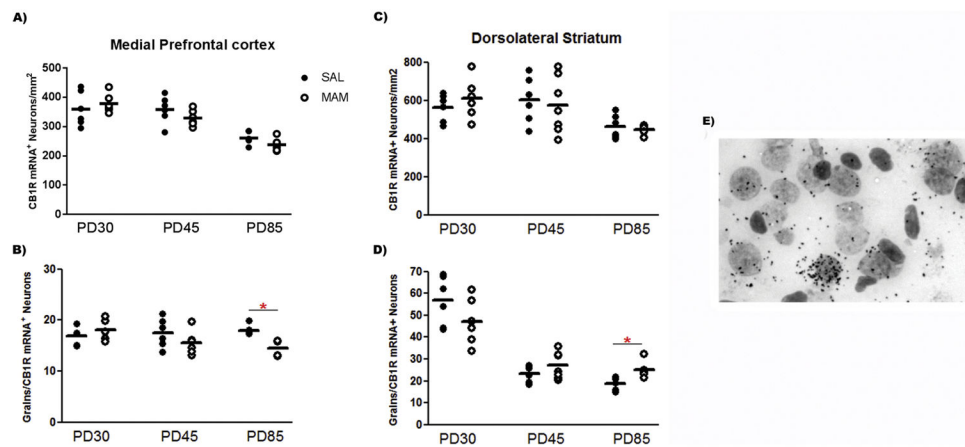 A)
Medial Prefrontal cortex
CB1R mRNA⁺ Neurons/mm²
500
400
300
200
100
0
PD30 PD45 PD85
SAL
MAM
B)
Grains/CB1R mRNA⁺ Neurons
30
20
10
0
*
PD30 PD45 PD85
C)
Dorsolateral Striatum
CB1R mRNA+ Neurons/mm2
800
600
400
200
400
0
PD30 PD45 PD85
D)
Grains/CB1R mRNA+ Neurons
70
60
50
40
30
20
10
0
*
PD30 PD45 PD85
E)